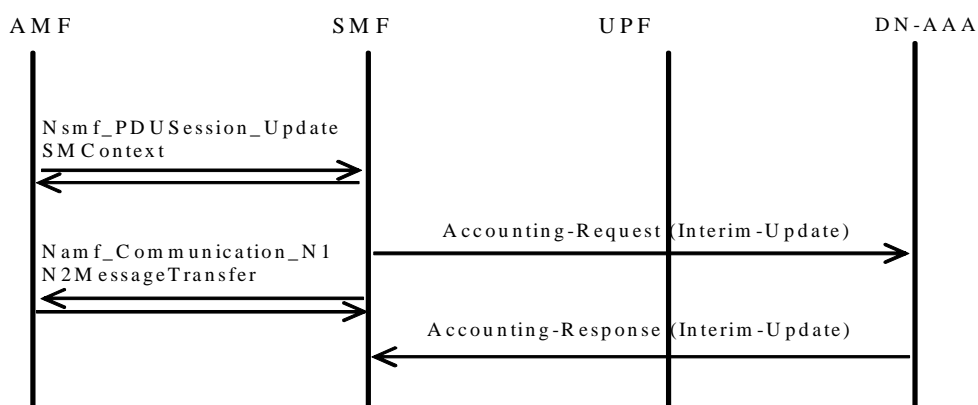 AMF SMF UPF DN-AAA
Nsmf_PDUSession_Update
SMContext
Accounting-Request (Interim-Update)
Namf_Communication_N1
N2MessageTransfer
Accounting-Response (Interim-Update)